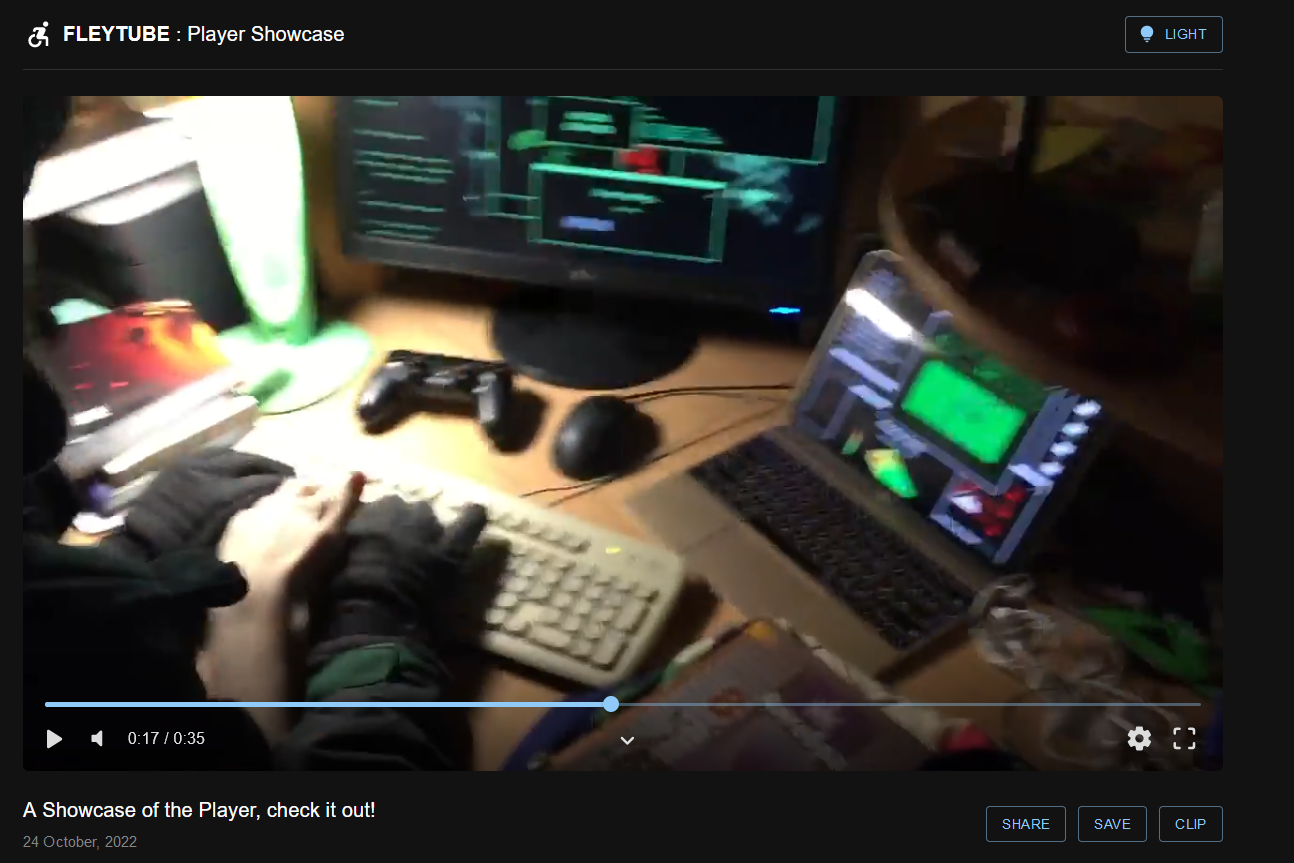 FLEYTUBE : Player Showcase
LIGHT
0:17 / 0:35
A Showcase of the Player, check it out!
24 October, 2022
SHARE
SAVE
CLIP